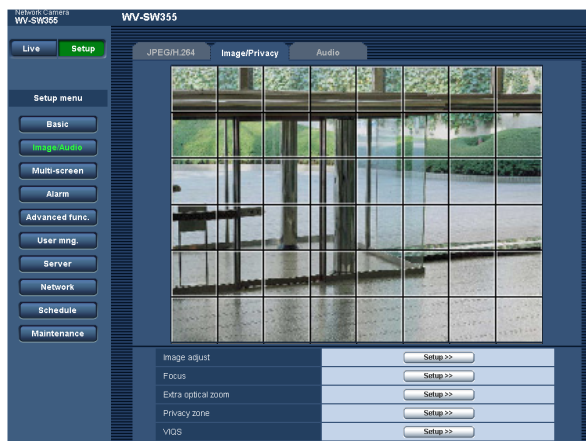 Network Camera
WV-SW355
WV-SW355
Live
Setup
JPEG/H.264
Image/Privacy
Audio
Setup menu
Basic
Image/Audio
Multi-screen
Alarm
Advanced func.
User mng.
Server
Network
Schedule
Maintenance
Image adjust
Setup >>
Focus
Setup >>
Extra optical zoom
Setup >>
Privacy zone
Setup >>
VIQS
Setup >>